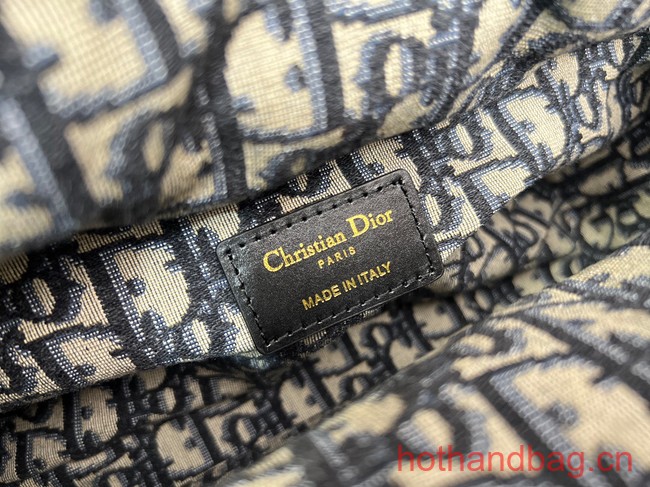 Christian Dior
PARIS
MADE IN ITALY
hothandbag.cn